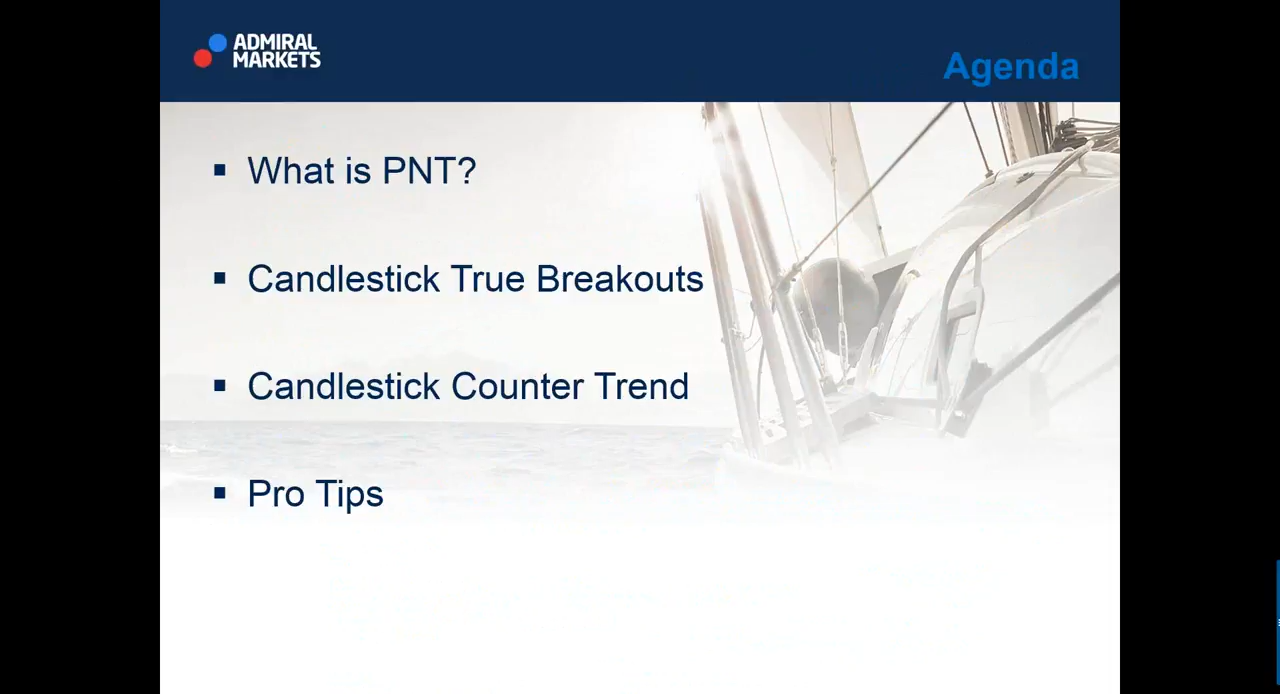 ADMIRAL
MARKETS
Agenda
▪ What is PNT?
▪ Candlestick True Breakouts
▪ Candlestick Counter Trend
▪ Pro Tips